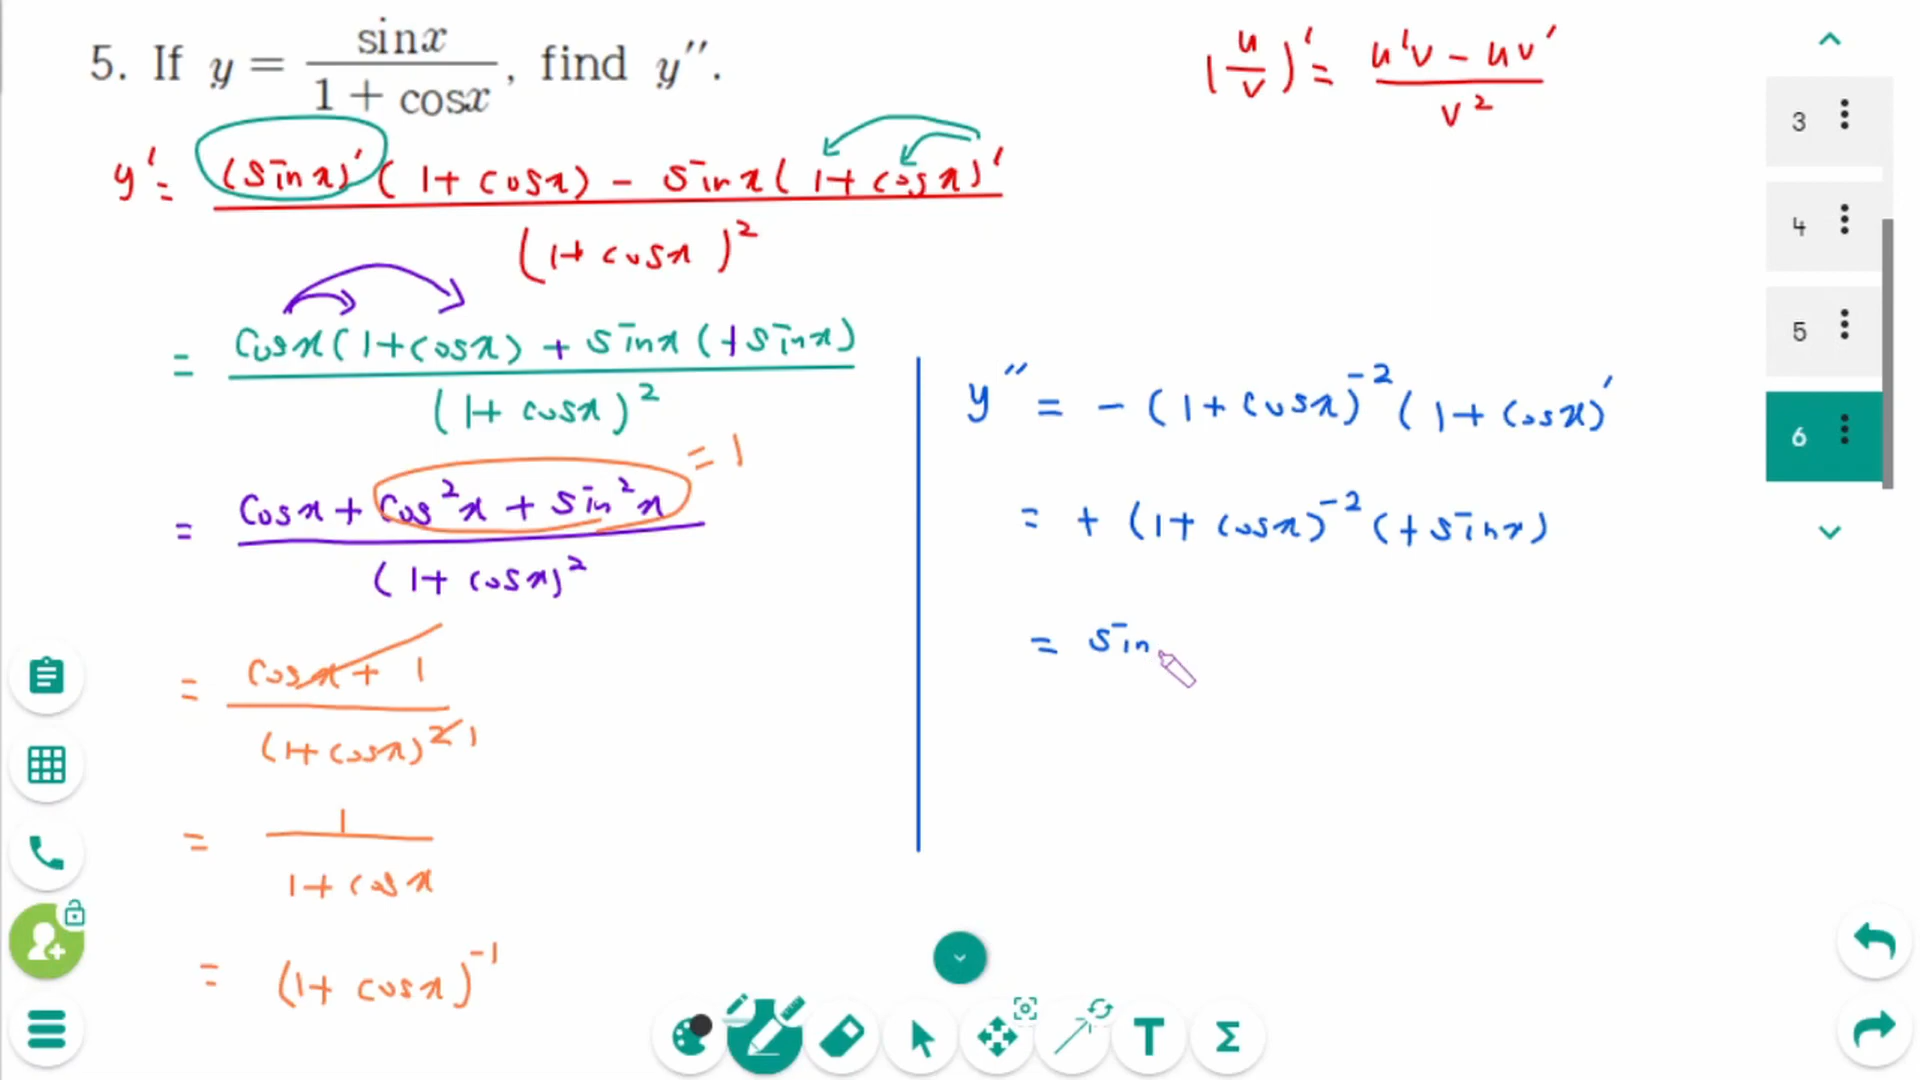 5. If y = sinx / 1 + cosx, find y″.
(u/v)′ = u′v − uv′ / v²
y′ = (sinx)′(1 + cosx) − sinx(1 + cosx)′ / (1 + cosx)²
= cosx(1+cosx) + sinx(+sinx) / (1 + cosx)²
= cosx + cos²x + sin²x / (1 + cosx)²
= 1
= cosx + 1 / (1+cosx)² 1
= 1 / 1 + cosx
= (1 + cosx)⁻¹
y″ = −(1 + cosx)⁻²(1 + cosx)′
= + (1 + cosx)⁻²(+sinx)
= sin
3
4
5
6
T
Σ